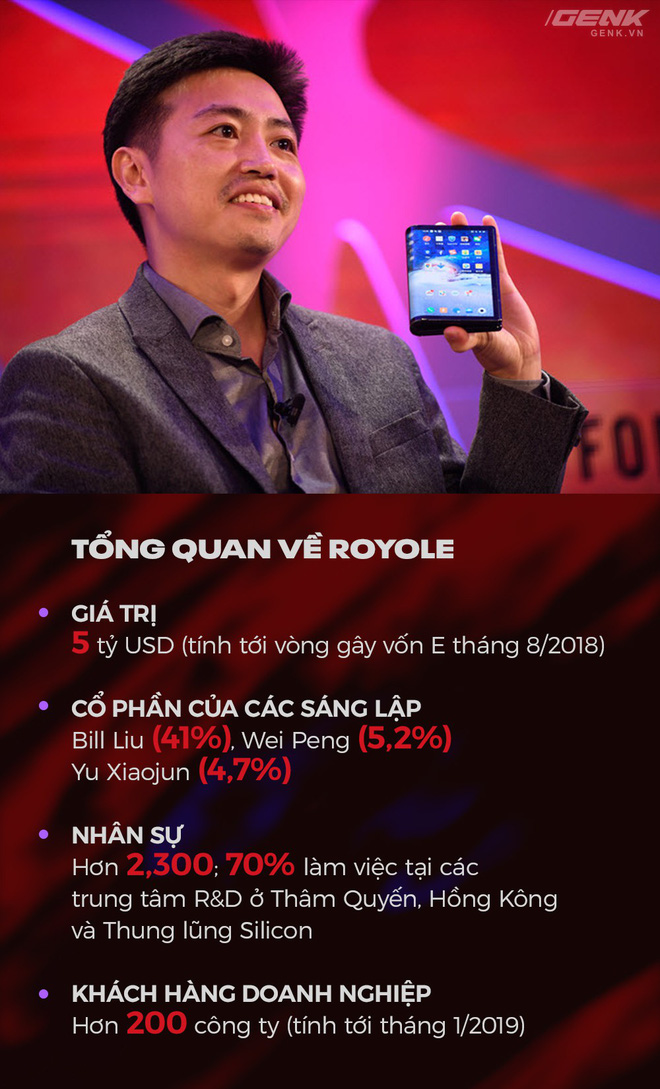 GENK
GENK.VN
FO
TỔNG QUAN VỀ ROYOLE
GIÁ TRỊ
5 tỷ USD (tính tới vòng gây vốn E tháng 8/2018)
CỔ PHẦN CỦA CÁC SÁNG LẬP
Bill Liu (41%), Wei Peng (5,2%)
Yu Xiaojun (4,7%)
NHÂN SỰ
Hơn 2,300; 70% làm việc tại các
trung tâm R&D ở Thâm Quyến, Hồng Kông
và Thung lũng Silicon
KHÁCH HÀNG DOANH NGHIỆP
Hơn 200 công ty (tính tới tháng 1/2019)